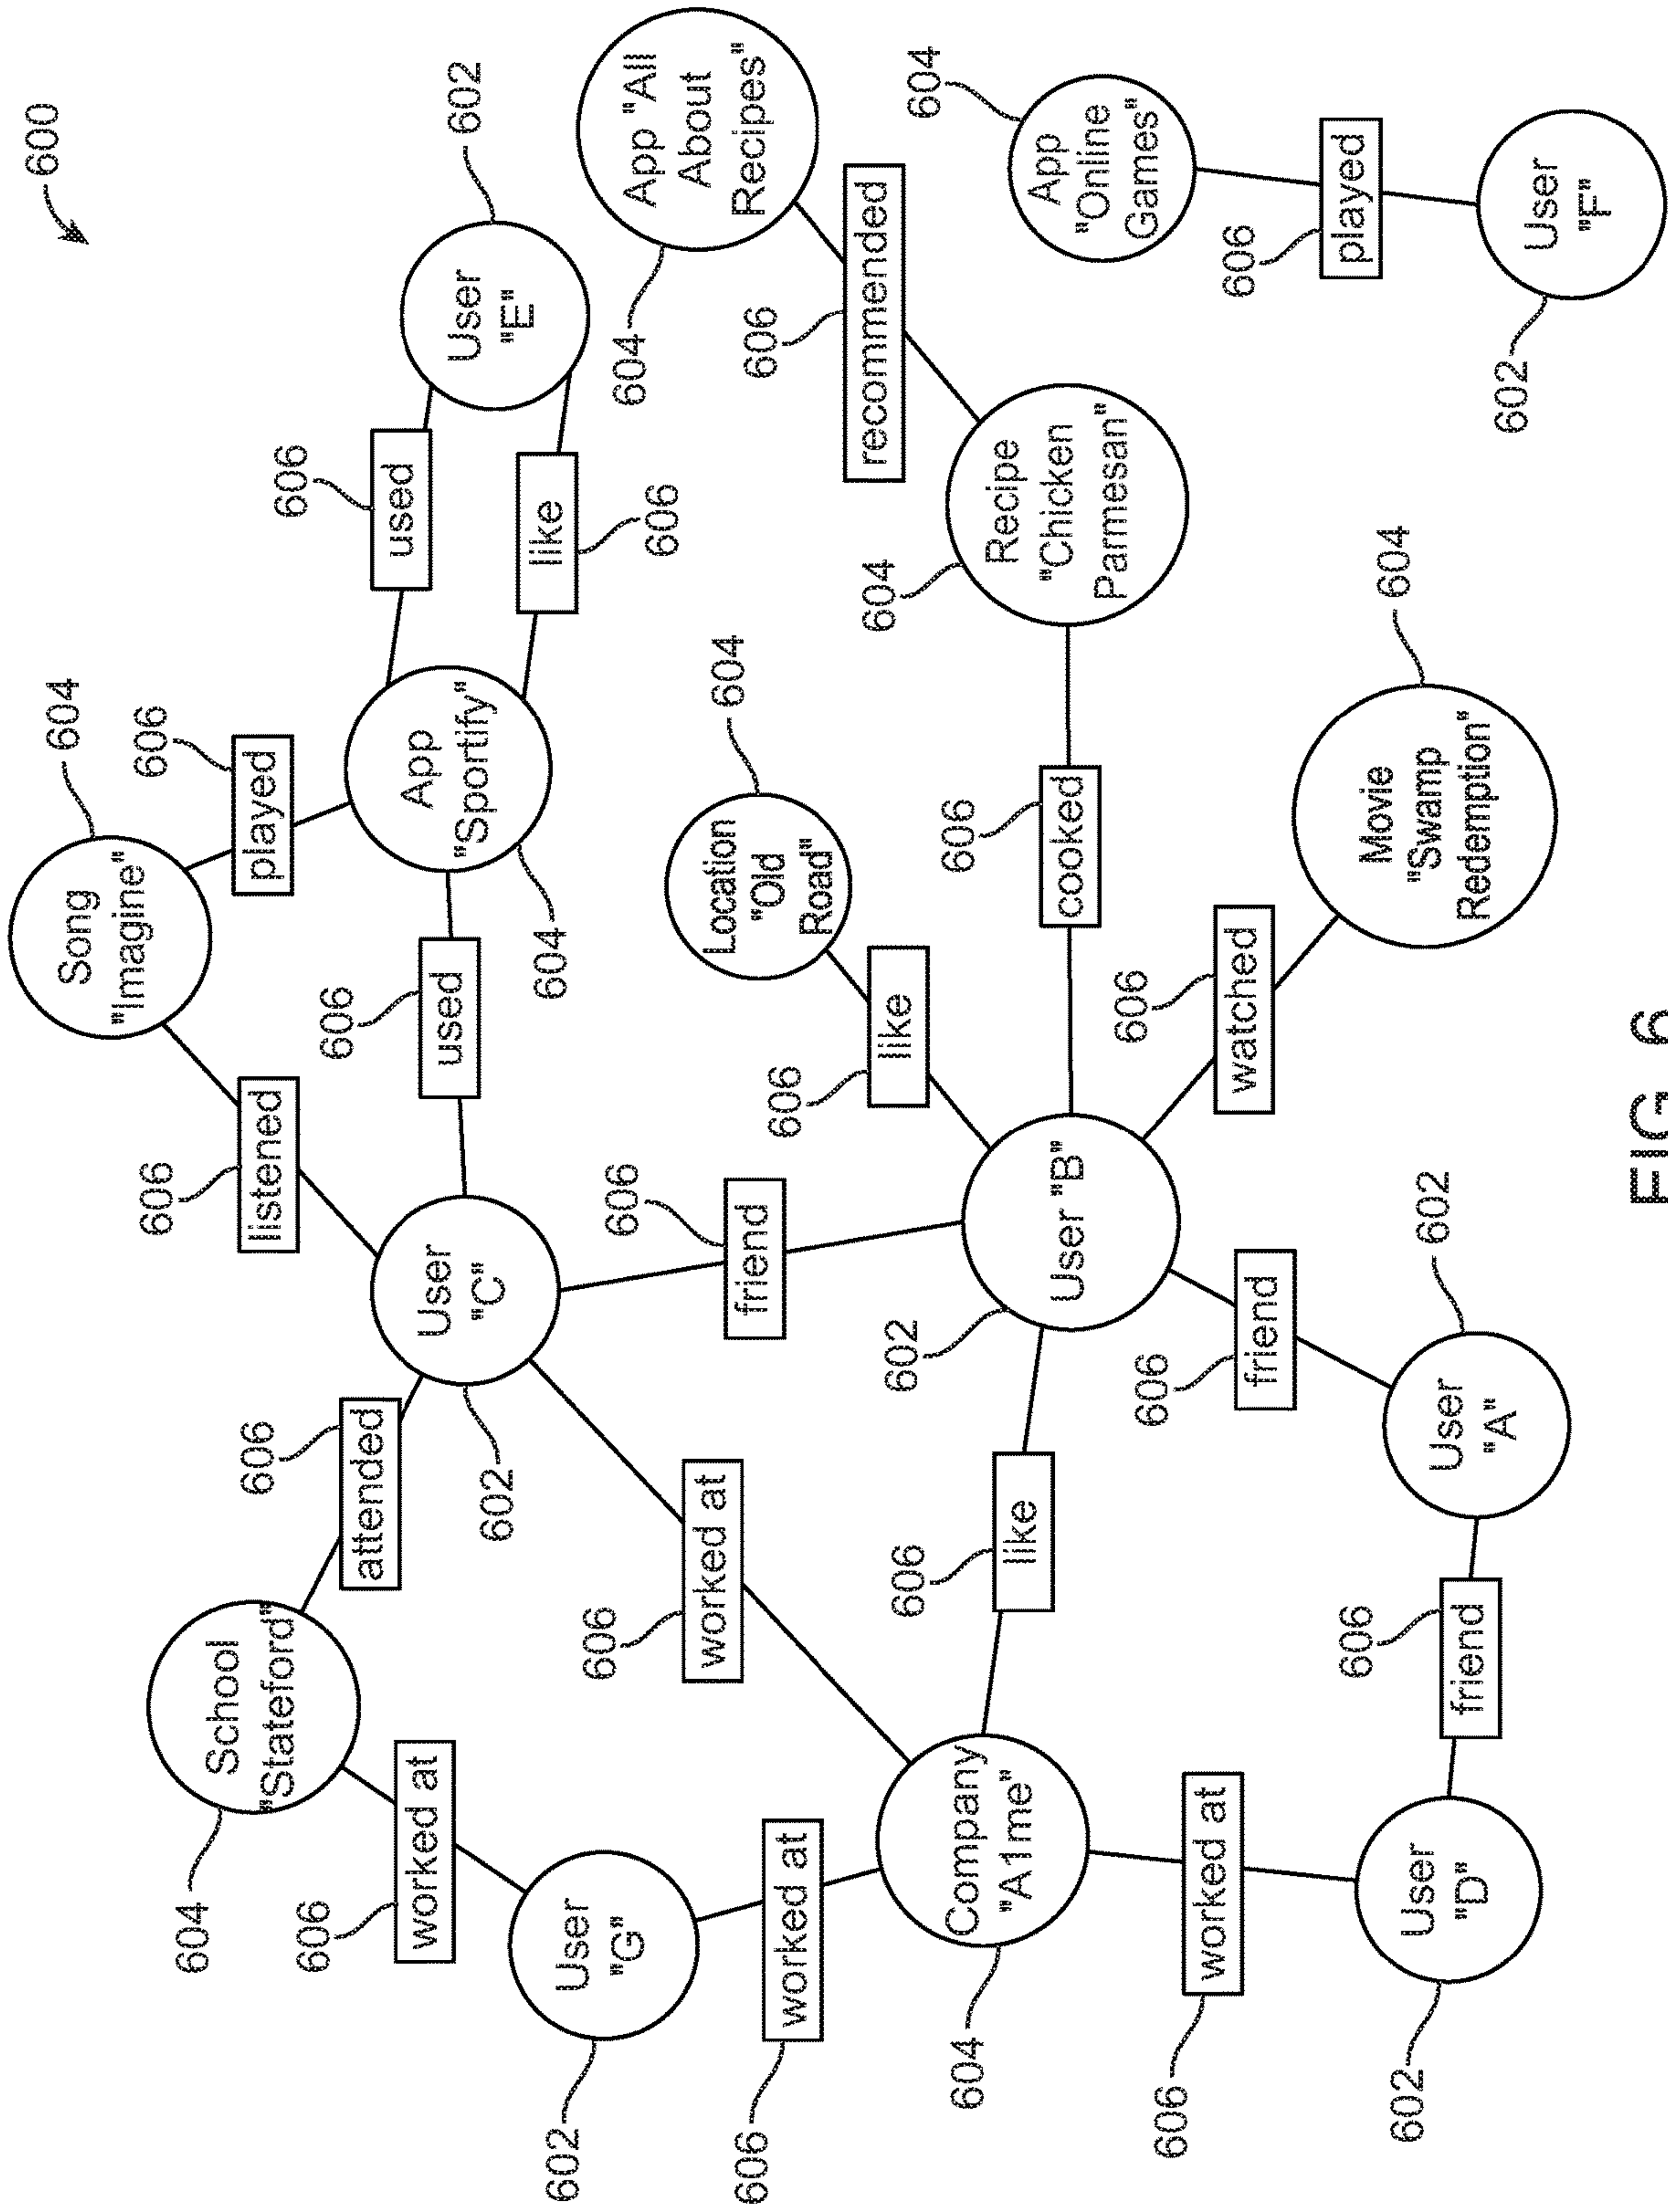 600
604
Song
"Imagine"
606
played
606
listened
604
School
"Stateford"
606
attended
606
worked at
602
User
"G"
606
worked at
602
User
"C"
606
used
604
App
"Sportify"
606
used
606
like
602
User
"E"
606
worked at
606
friend
604
Location
"Old
Road"
606
like
604
App "All
About
Recipes"
606
recommended
604
Recipe
"Chicken
Parmesan"
606
cooked
604
Company
"A1me"
606
like
602
User "B"
606
watched
604
Movie
"Swamp
Redemption"
604
App
"Online
Games"
606
played
602
User
"F"
606
worked at
602
User
"D"
606
friend
602
User
"A"
606
friend
FIG. 6